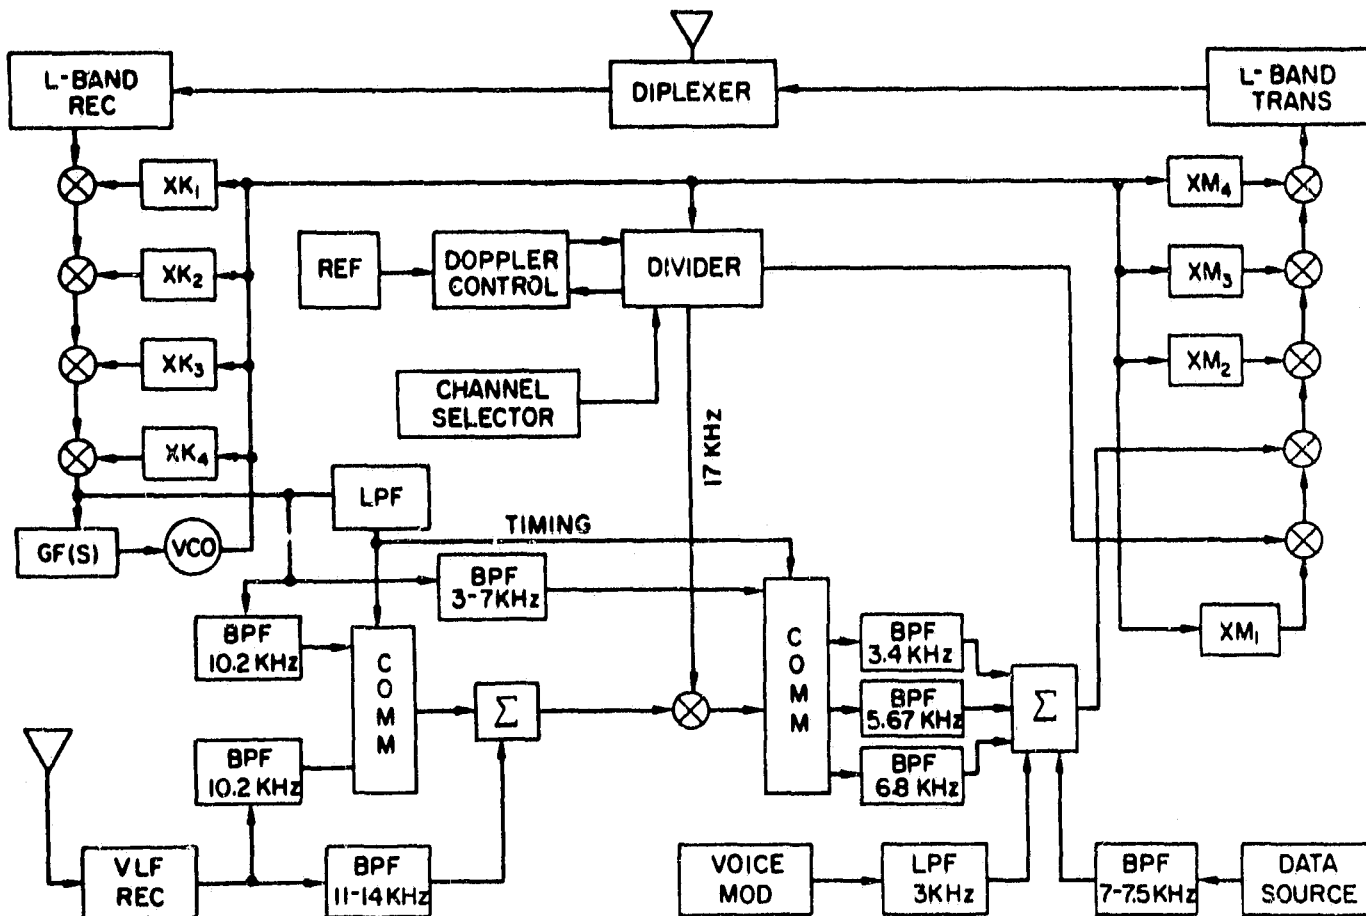 L-BAND
REC
DIPLEXER
L-BAND
TRANS
XK₁
XM₄
REF
DOPPLER
CONTROL
DIVIDER
XK₂
XM₃
XK₃
CHANNEL
SELECTOR
XM₂
XK₄
17 KHz
LPF
TIMING
GF(S)
VCO
BPF
3-7KHz
BPF
10.2 KHz
COMM
COMM
BPF
3.4KHz
XM₁
Σ
BPF
5.67 KHz
Σ
BPF
10.2 KHz
BPF
6.8 KHz
VLF
REC
BPF
11-14KHz
VOICE
MOD
LPF
3KHz
BPF
7-7.5KHz
DATA
SOURCE